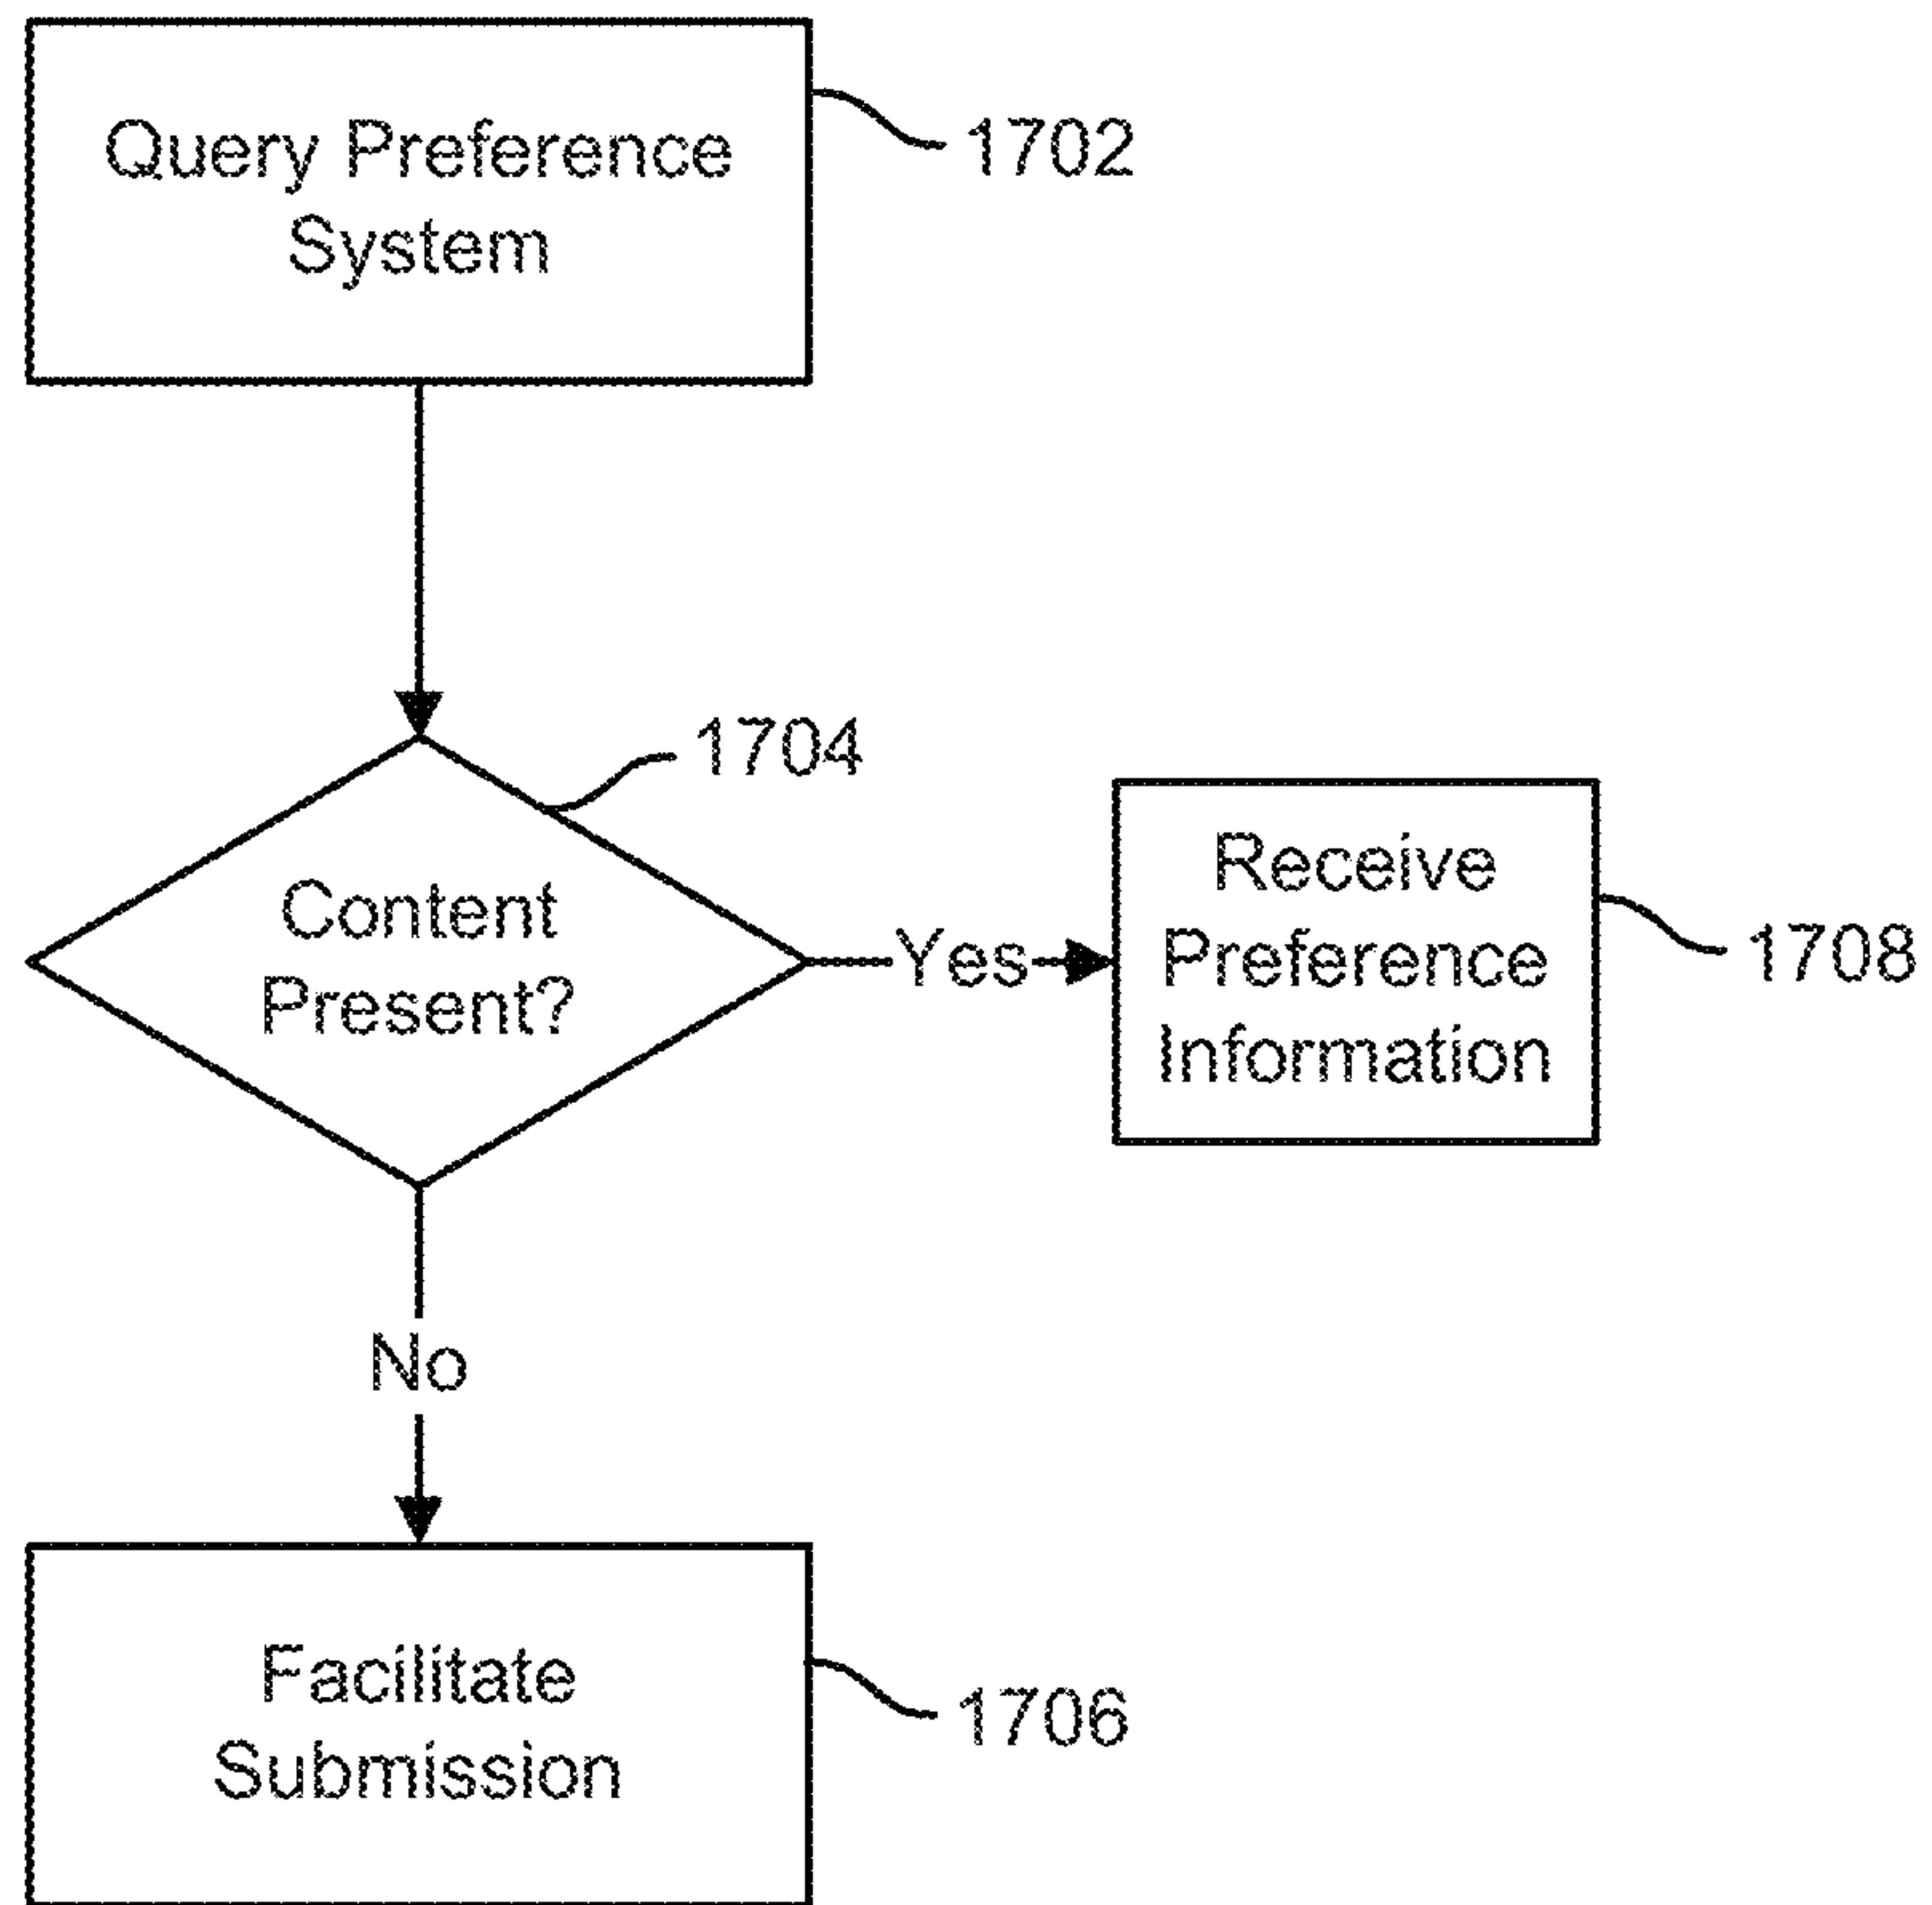 Query Preference
System
1702
1704
Content
Present?
Yes
Receive
Preference
Information
1708
No
Facilitate
Submission
1706